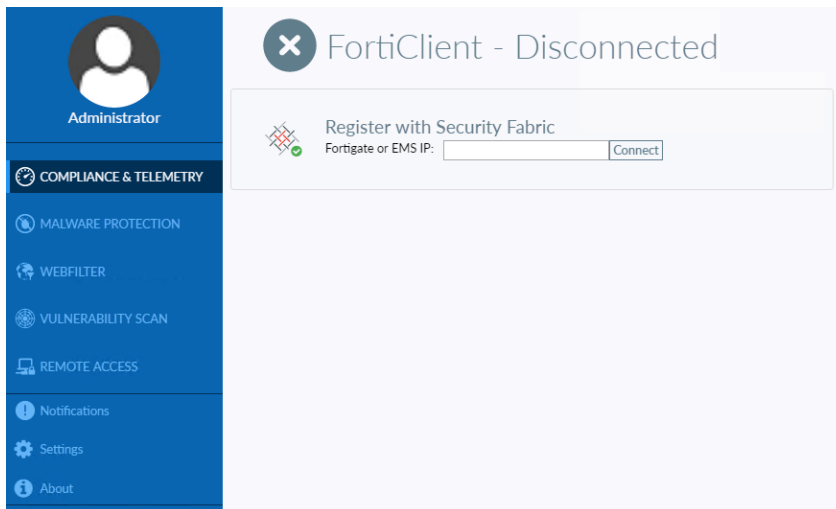 Administrator
COMPLIANCE & TELEMETRY
MALWARE PROTECTION
WEBFILTER
VULNERABILITY SCAN
REMOTE ACCESS
Notifications
Settings
About
FortiClient - Disconnected
Register with Security Fabric
Fortigate or EMS IP: Connect